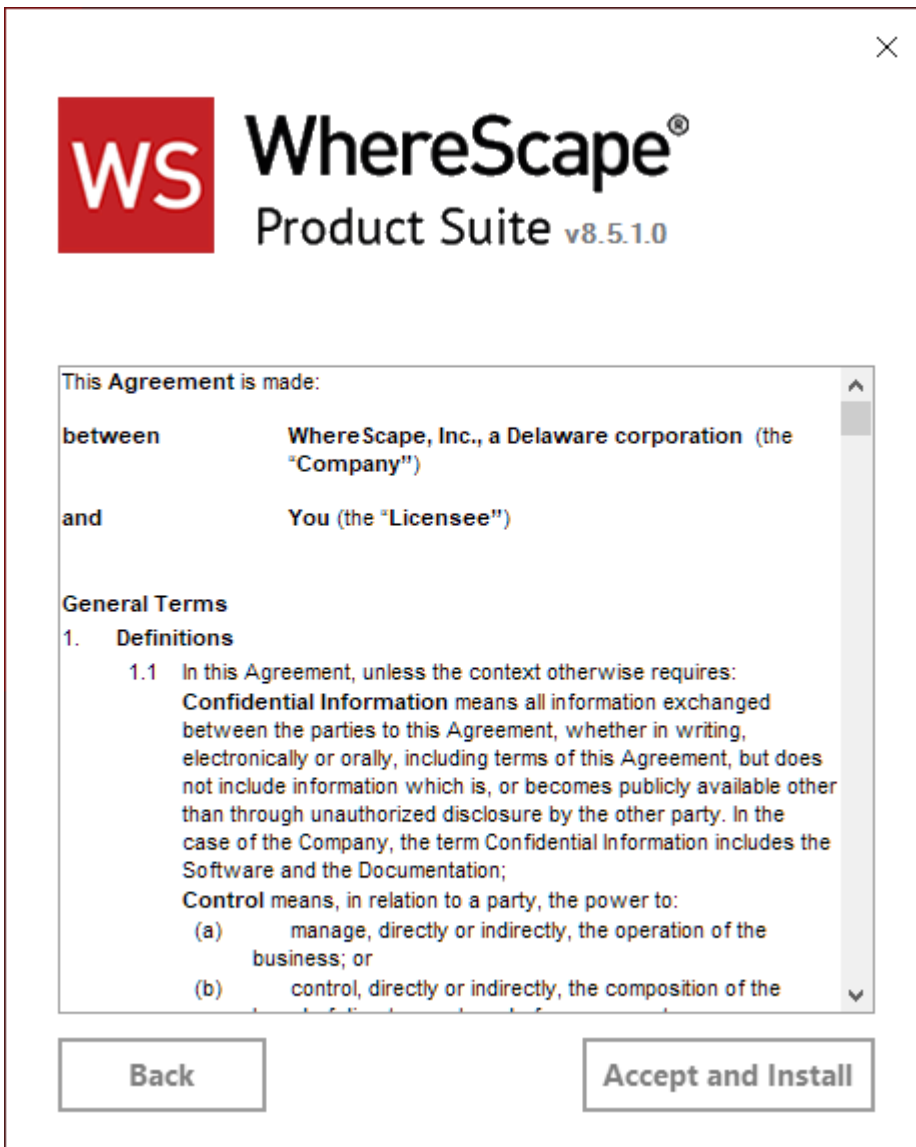 WS
WhereScape®
Product Suite v8.5.1.0
This Agreement is made:
between WhereScape, Inc., a Delaware corporation (the
“Company”)
and You (the “Licensee”)
General Terms
1. Definitions
1.1 In this Agreement, unless the context otherwise requires:
Confidential Information means all information exchanged
between the parties to this Agreement, whether in writing,
electronically or orally, including terms of this Agreement, but does
not include information which is, or becomes publicly available other
than through unauthorized disclosure by the other party. In the
case of the Company, the term Confidential Information includes the
Software and the Documentation;
Control means, in relation to a party, the power to:
(a) manage, directly or indirectly, the operation of the
business; or
(b) control, directly or indirectly, the composition of the
Back
Accept and Install